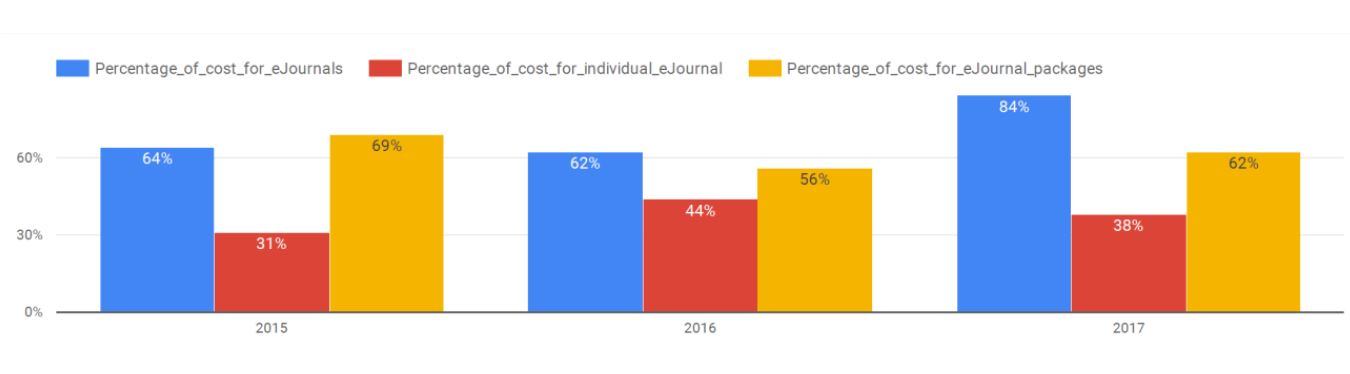 Percentage_of_cost_for_eJournals Percentage_of_cost_for_individual_eJournal Percentage_of_cost_for_eJournal_packages
84%
69%
60% 64% 62% 62%
56%
44%
38%
30% 31%
0%
2015 2016 2017